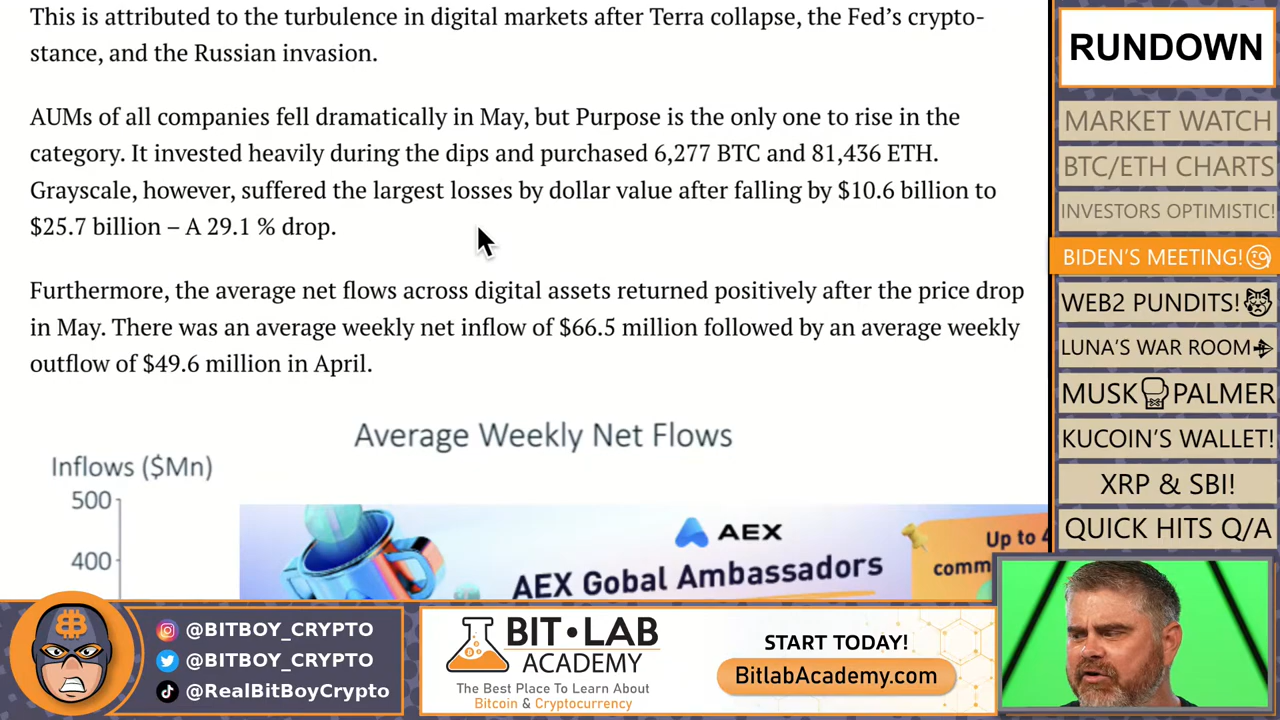 This is attributed to the turbulence in digital markets after Terra collapse, the Fed’s crypto-
stance, and the Russian invasion.
AUMs of all companies fell dramatically in May, but Purpose is the only one to rise in the
category. It invested heavily during the dips and purchased 6,277 BTC and 81,436 ETH.
Grayscale, however, suffered the largest losses by dollar value after falling by $10.6 billion to
$25.7 billion – A 29.1 % drop.
Furthermore, the average net flows across digital assets returned positively after the price drop
in May. There was an average weekly net inflow of $66.5 million followed by an average weekly
outflow of $49.6 million in April.
Average Weekly Net Flows
Inflows ($Mn)
500
400
AEX
AEX Gobal Ambassadors
Up to
comm
RUNDOWN
MARKET WATCH
BTC/ETH CHARTS
INVESTORS OPTIMISTIC!
BIDEN'S MEETING!
WEB2 PUNDITS!
LUNA'S WAR ROOM
MUSK PALMER
KUCOIN'S WALLET!
XRP & SBI!
QUICK HITS Q/A
@BITBOY_CRYPTO
@BITBOY_CRYPTO
@RealBitBoyCrypto
BIT•LAB
ACADEMY
The Best Place To Learn About
Bitcoin & Cryptocurrency
START TODAY!
BitlabAcademy.com